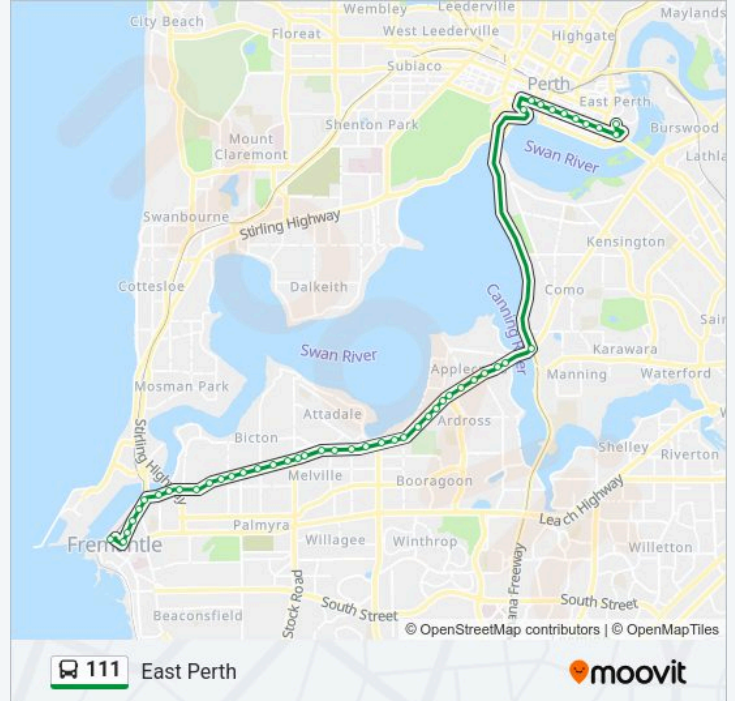 Wembley
Leederville
Maylands
City Beach
Floreat
West Leederville
Highgate
Subiaco
Perth
East Perth
Shenton Park
Burswood
Mount
Claremont
Swan River
Lathla
Swanbourne
Stirling Highway
Kensington
Cottesloe
Dalkeith
Canning River
Como
Sai
Swan River
Karawara
Applec
Manning
Waterford
Mosman Park
Attadale
Ardross
Stirling Highway
Bicton
Shelley
Riverton
Melville
Booragoon
Leach Highway
Palmyra
Fremantle
Willagee
Winthrop
Willetton
ana Freeway
Stock Road
South Street
South Street
Beaconsfield
© OpenStreetMap contributors | © OpenMapTiles
111 East Perth
moovit